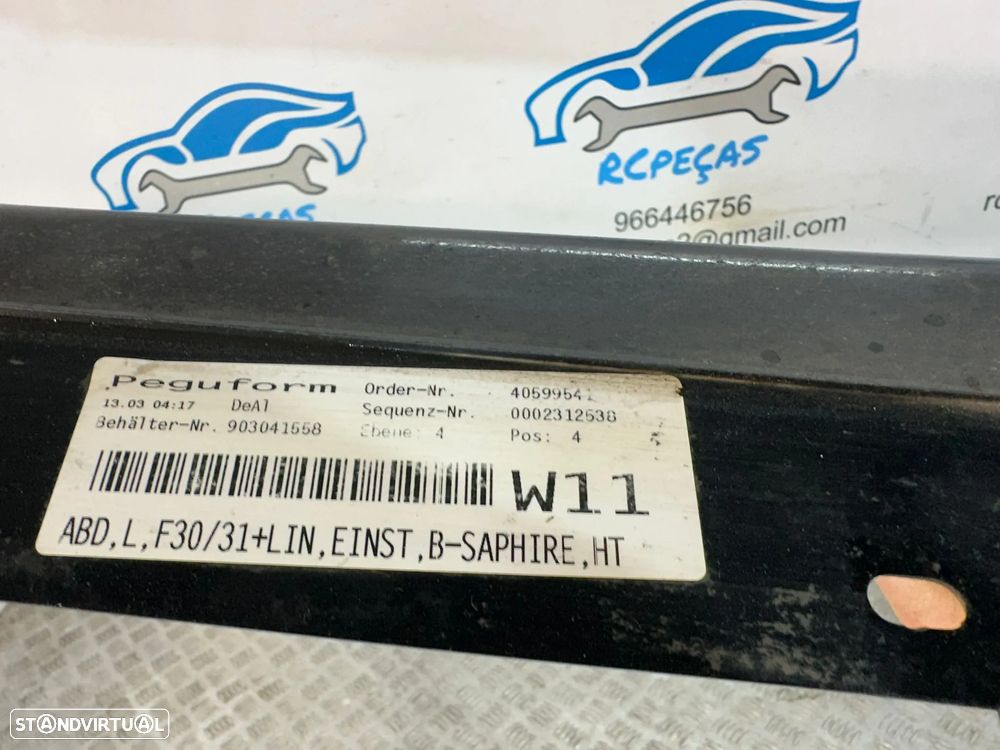 RCPEÇAS
966446756
@gmail.com
Peguform
Order-Nr. 4059954
13.03 04:17 DeAl
Sequenz-Nr. 0002312538
Behälter-Nr. 903041558
Ebene: 4
Pos: 4
W11
ABD,L,F30/31+LIN,EINST,B-SAPHIRE,HT
STANDVIRTUAL